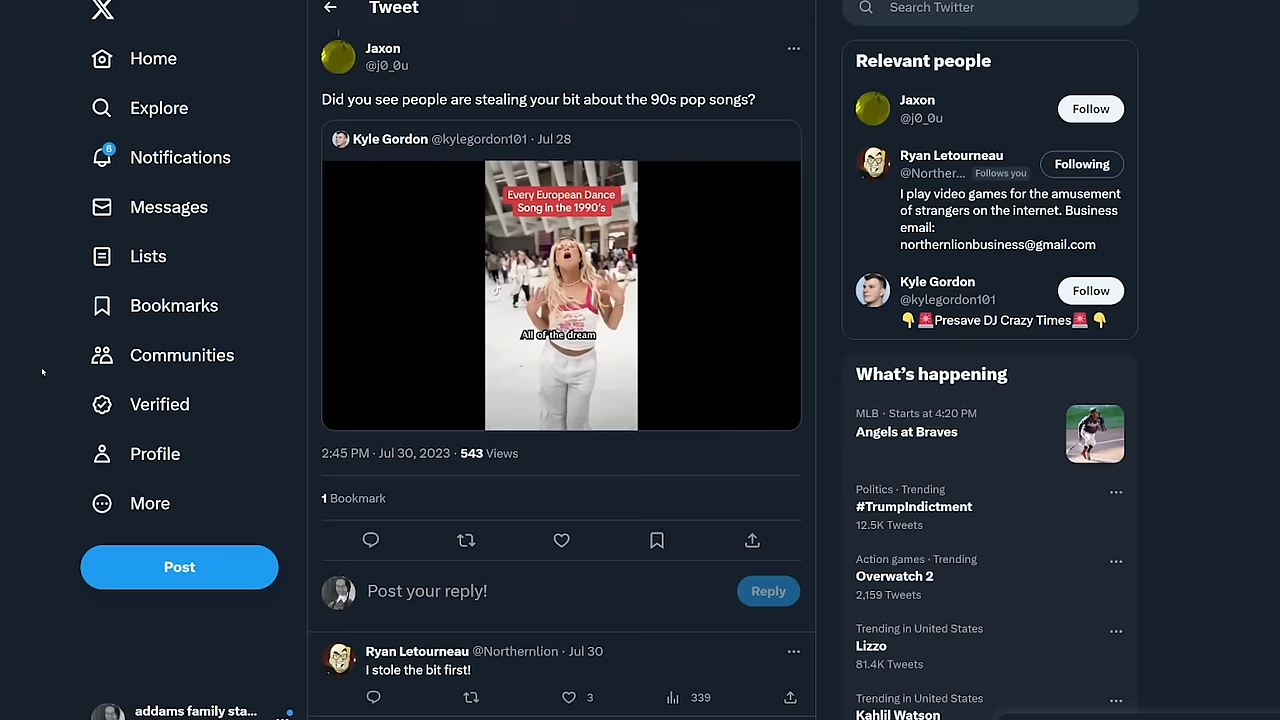 Home
Explore
6
Notifications
Messages
Lists
Bookmarks
Communities
Verified
Profile
More
Post
addams family sta...
Tweet
Jaxon
@j0_0u
Did you see people are stealing your bit about the 90s pop songs?
Kyle Gordon @kylegordon101 · Jul 28
Every European Dance
Song in the 1990's
All of the dream
2:45 PM · Jul 30, 2023 · 543 Views
1 Bookmark
Post your reply!
Reply
Ryan Letourneau @Northernlion · Jul 30
I stole the bit first!
3
339
Search Twitter
Relevant people
Jaxon
@j0_0u
Follow
Ryan Letourneau
@Norther... Follows you
Following
I play video games for the amusement
of strangers on the internet. Business
email:
northernlionbusiness@gmail.com
Kyle Gordon
@kylegordon101
Follow
👇🚨Presave DJ Crazy Times🚨👇
What's happening
MLB · Starts at 4:20 PM
Angels at Braves
Politics · Trending
#TrumpIndictment
12.5K Tweets
Action games · Trending
Overwatch 2
2,159 Tweets
Trending in United States
Lizzo
81.4K Tweets
Trending in United States
Kahlil Watson